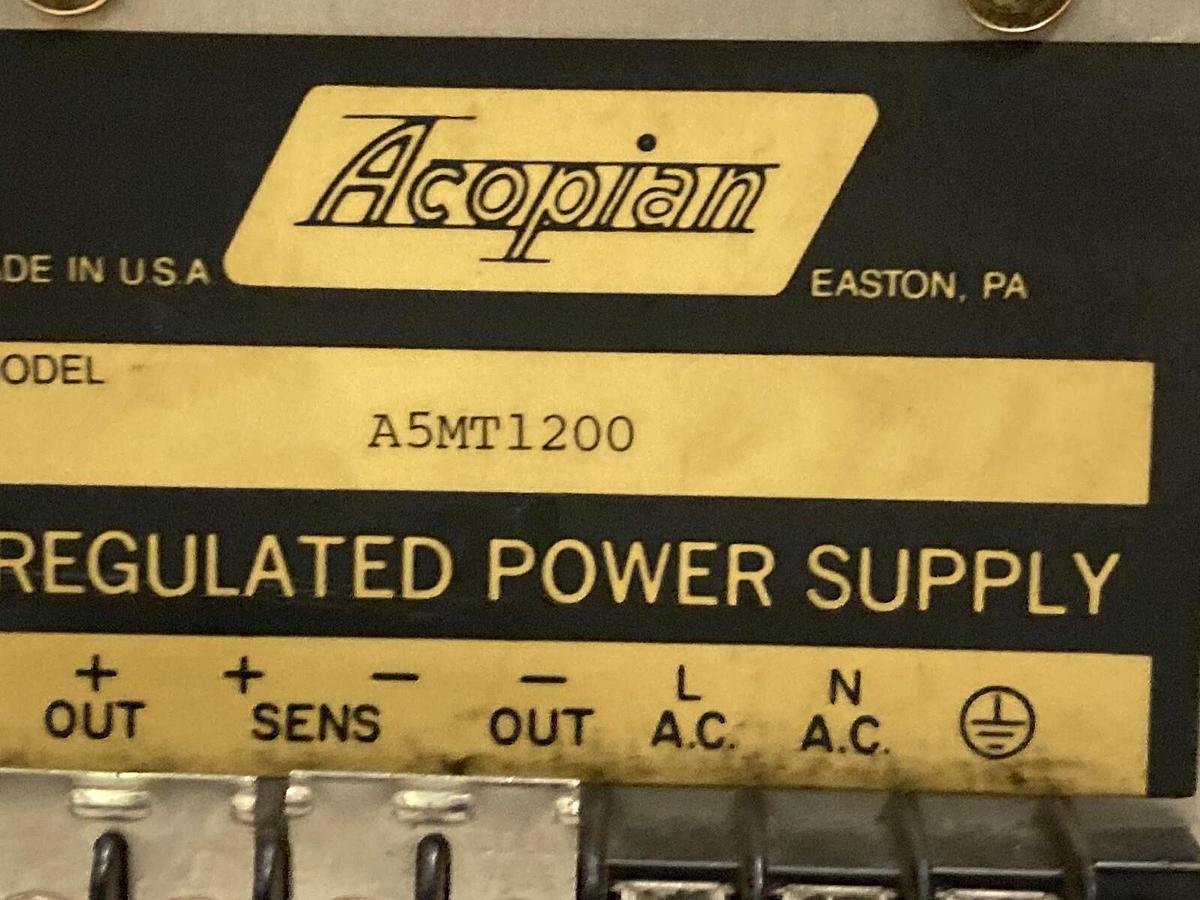 Acopian
ADE IN U.S.A
EASTON, PA
ODEL
A5MT1200
REGULATED POWER SUPPLY
+ + − − L N
OUT SENS OUT A.C. A.C.